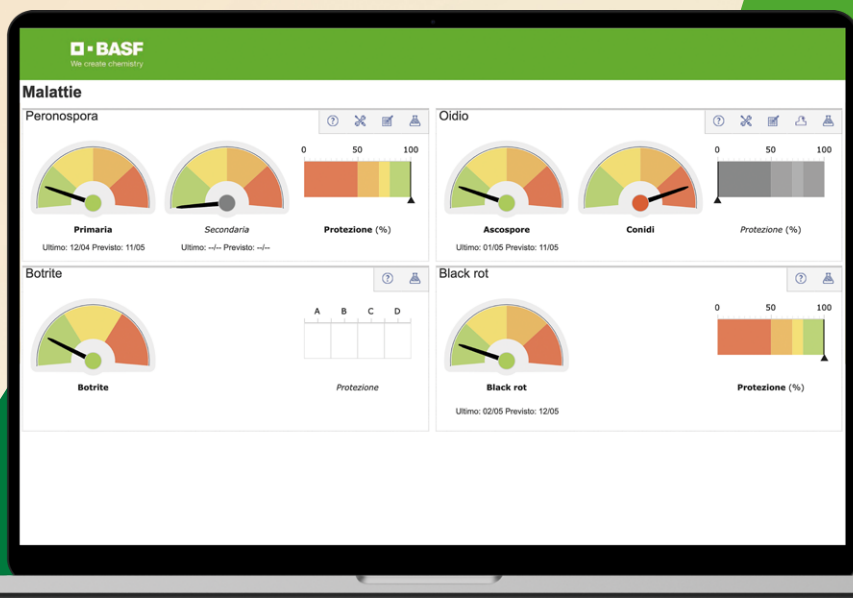 BASF
We create chemistry
Malattie
Peronospora
0 50 100
Primaria
Secondaria
Protezione (%)
Ultimo: 12/04 Previsto: 11/05
Ultimo: --/-- Previsto: --/--
Oidio
0 50 100
Ascospore
Conidi
Protezione (%)
Ultimo: 01/05 Previsto: 11/05
Botrite
A B C D
Botrite
Protezione
Black rot
0 50 100
Black rot
Protezione (%)
Ultimo: 02/05 Previsto: 12/05